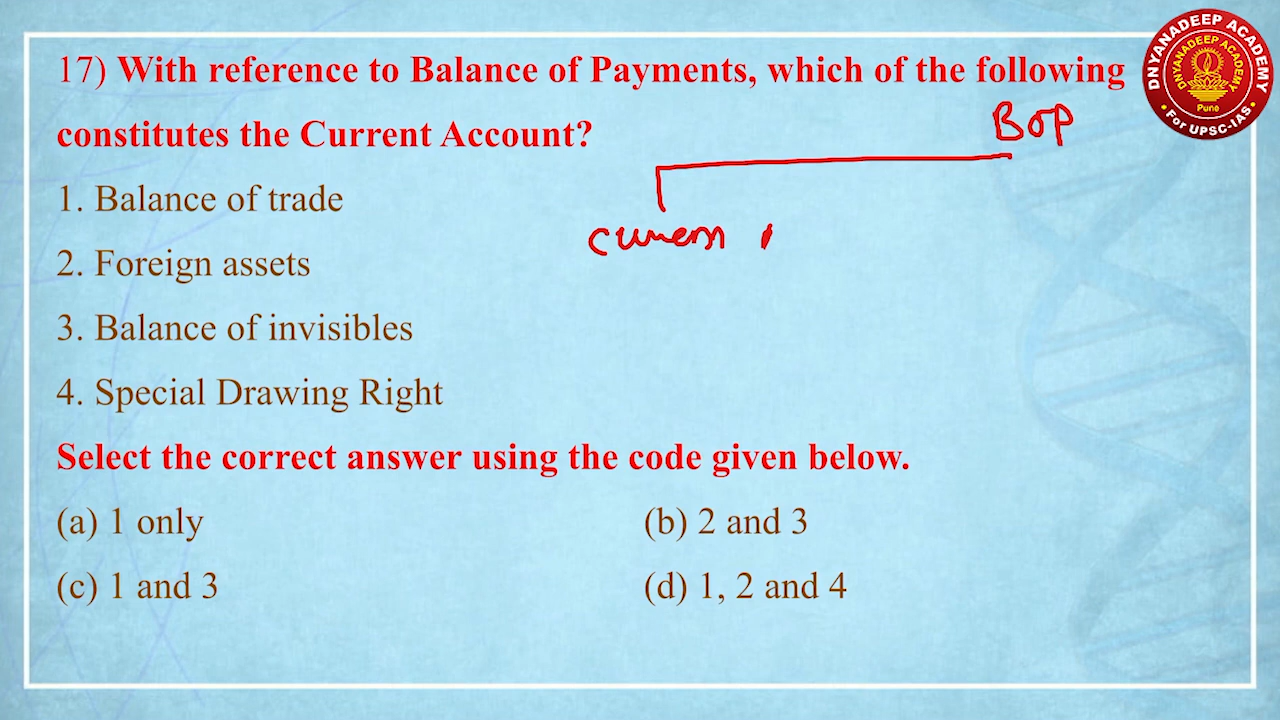 17) With reference to Balance of Payments, which of the following
constitutes the Current Account?
BOP
1. Balance of trade
2. Foreign assets
3. Balance of invisibles
4. Special Drawing Right
Select the correct answer using the code given below.
(a) 1 only
(b) 2 and 3
(c) 1 and 3
(d) 1, 2 and 4
DNYANADEEP ACADEMY
DNYANADEEP ACADEMY
Pune
• For UPSC-IAS •